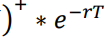 )⁺ * e^{-rT}